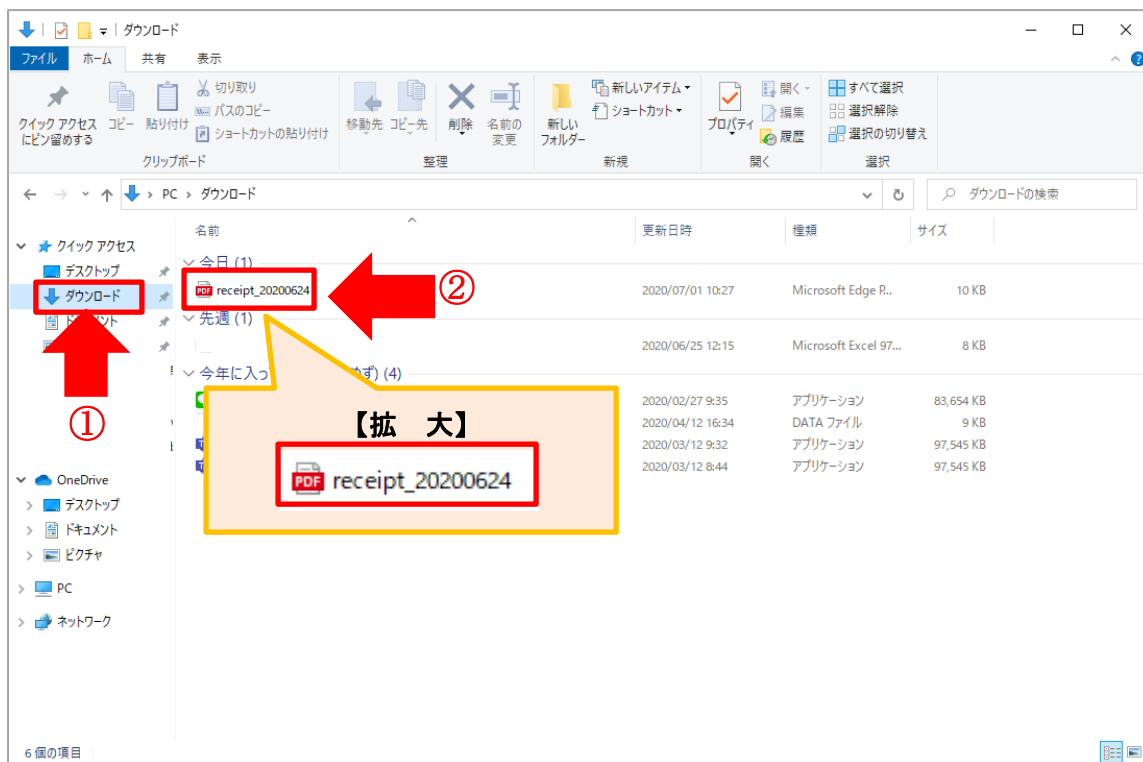 ダウンロード
ファイル ホーム 共有 表示
クイック アクセス
にピン留めする
コピー
貼り付け
切り取り
パスのコピー
ショートカットの貼り付け
クリップボード
移動先 コピー先 削除 名前の
変更
整理
新しい
フォルダー
新しいアイテム
ショートカット
新規
プロパティ
開く
編集
履歴
開く
すべて選択
選択解除
選択の切り替え
選択
PC › ダウンロード
ダウンロードの検索
名前 更新日時 種類 サイズ
クイック アクセス
デスクトップ
ダウンロード
①
OneDrive
デスクトップ
ドキュメント
ピクチャ
PC
ネットワーク
今日 (1)
receipt_20200624 2020/07/01 10:27 Microsoft Edge P... 10 KB
②
先週 (1)
2020/06/25 12:15 Microsoft Excel 97... 8 KB
今年に入っ めず) (4)
2020/02/27 9:35 アプリケーション 83,654 KB
2020/04/12 16:34 DATA ファイル 9 KB
2020/03/12 9:32 アプリケーション 97,545 KB
2020/03/12 8:44 アプリケーション 97,545 KB
【拡 大】
PDF receipt_20200624
6 個の項目